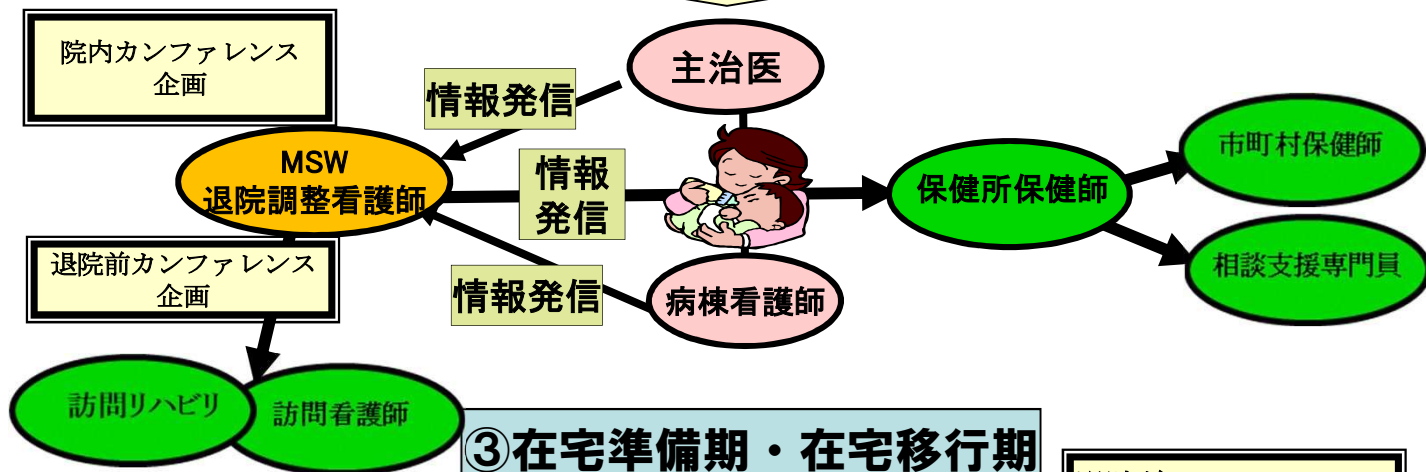 院内カンファレンス
企画
主治医
情報発信
市町村保健師
MSW
退院調整看護師
情報
発信
保健所保健師
退院前カンファレンス
企画
相談支援専門員
情報発信
病棟看護師
訪問リハビリ
訪問看護師
③在宅準備期・在宅移行期